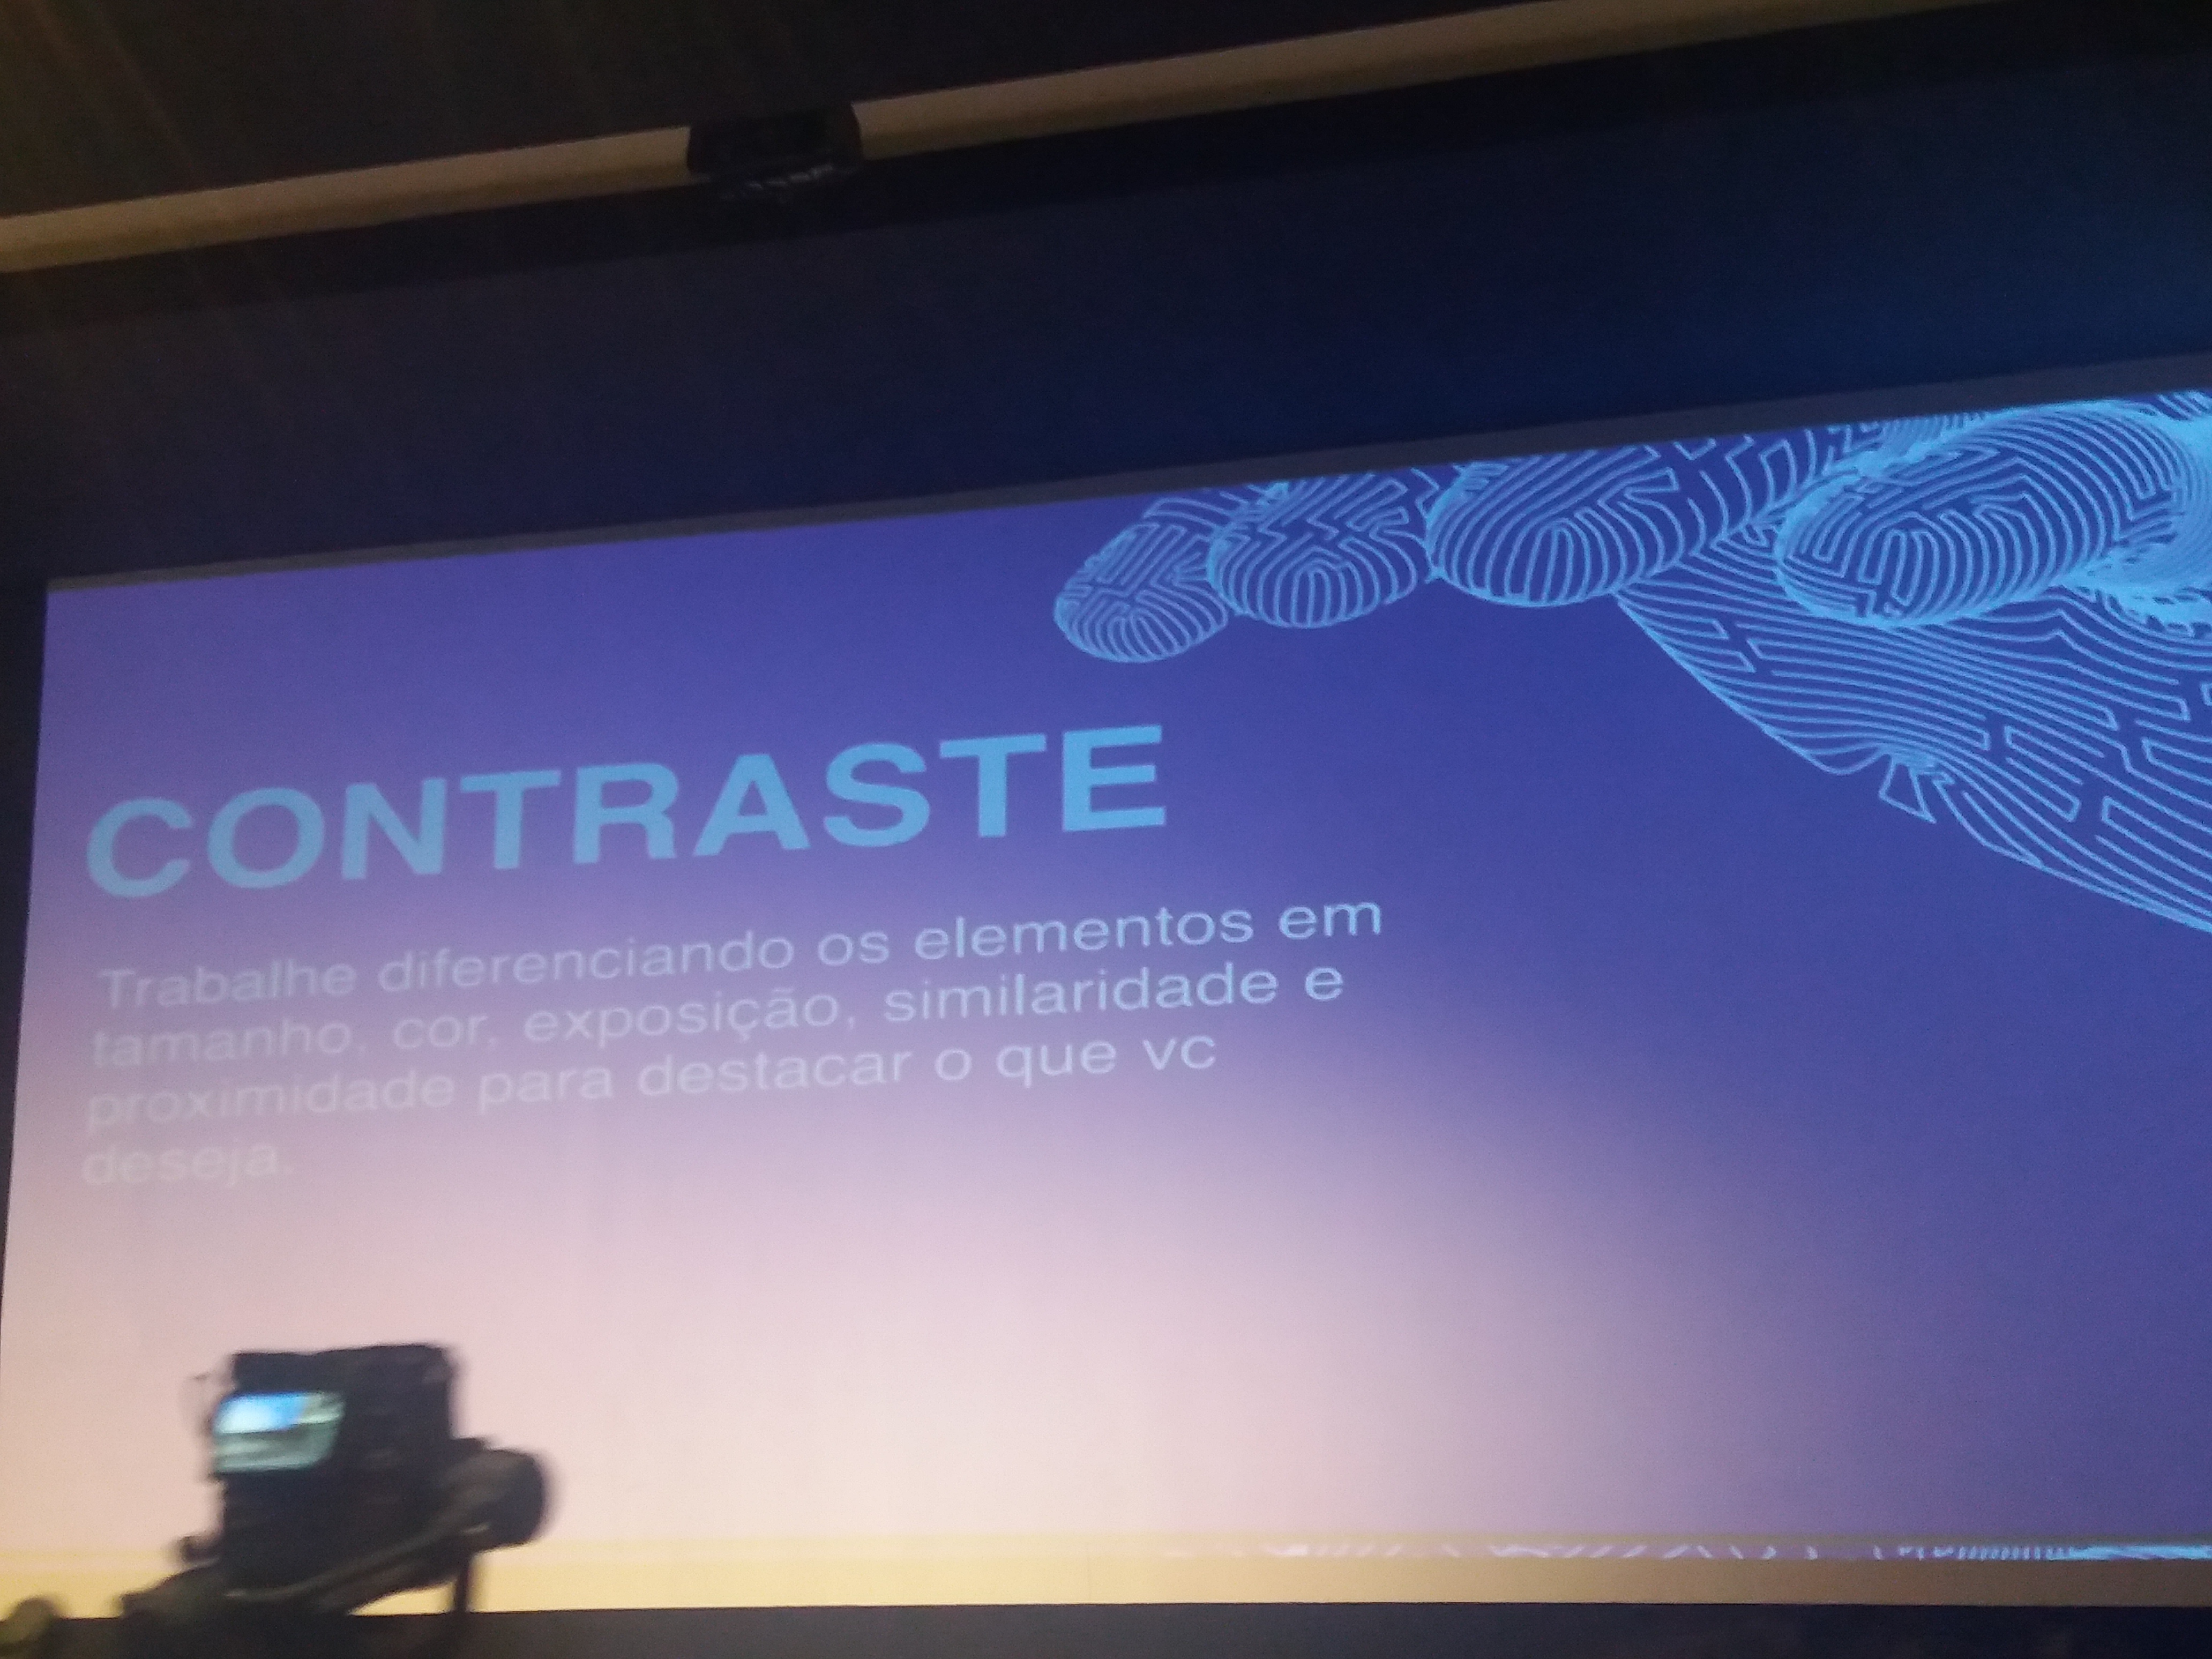 CONTRASTE
Trabalhe diferenciando os elementos em
tamanho, cor, exposição, similaridade e
proximidade para destacar o que vc
deseja.